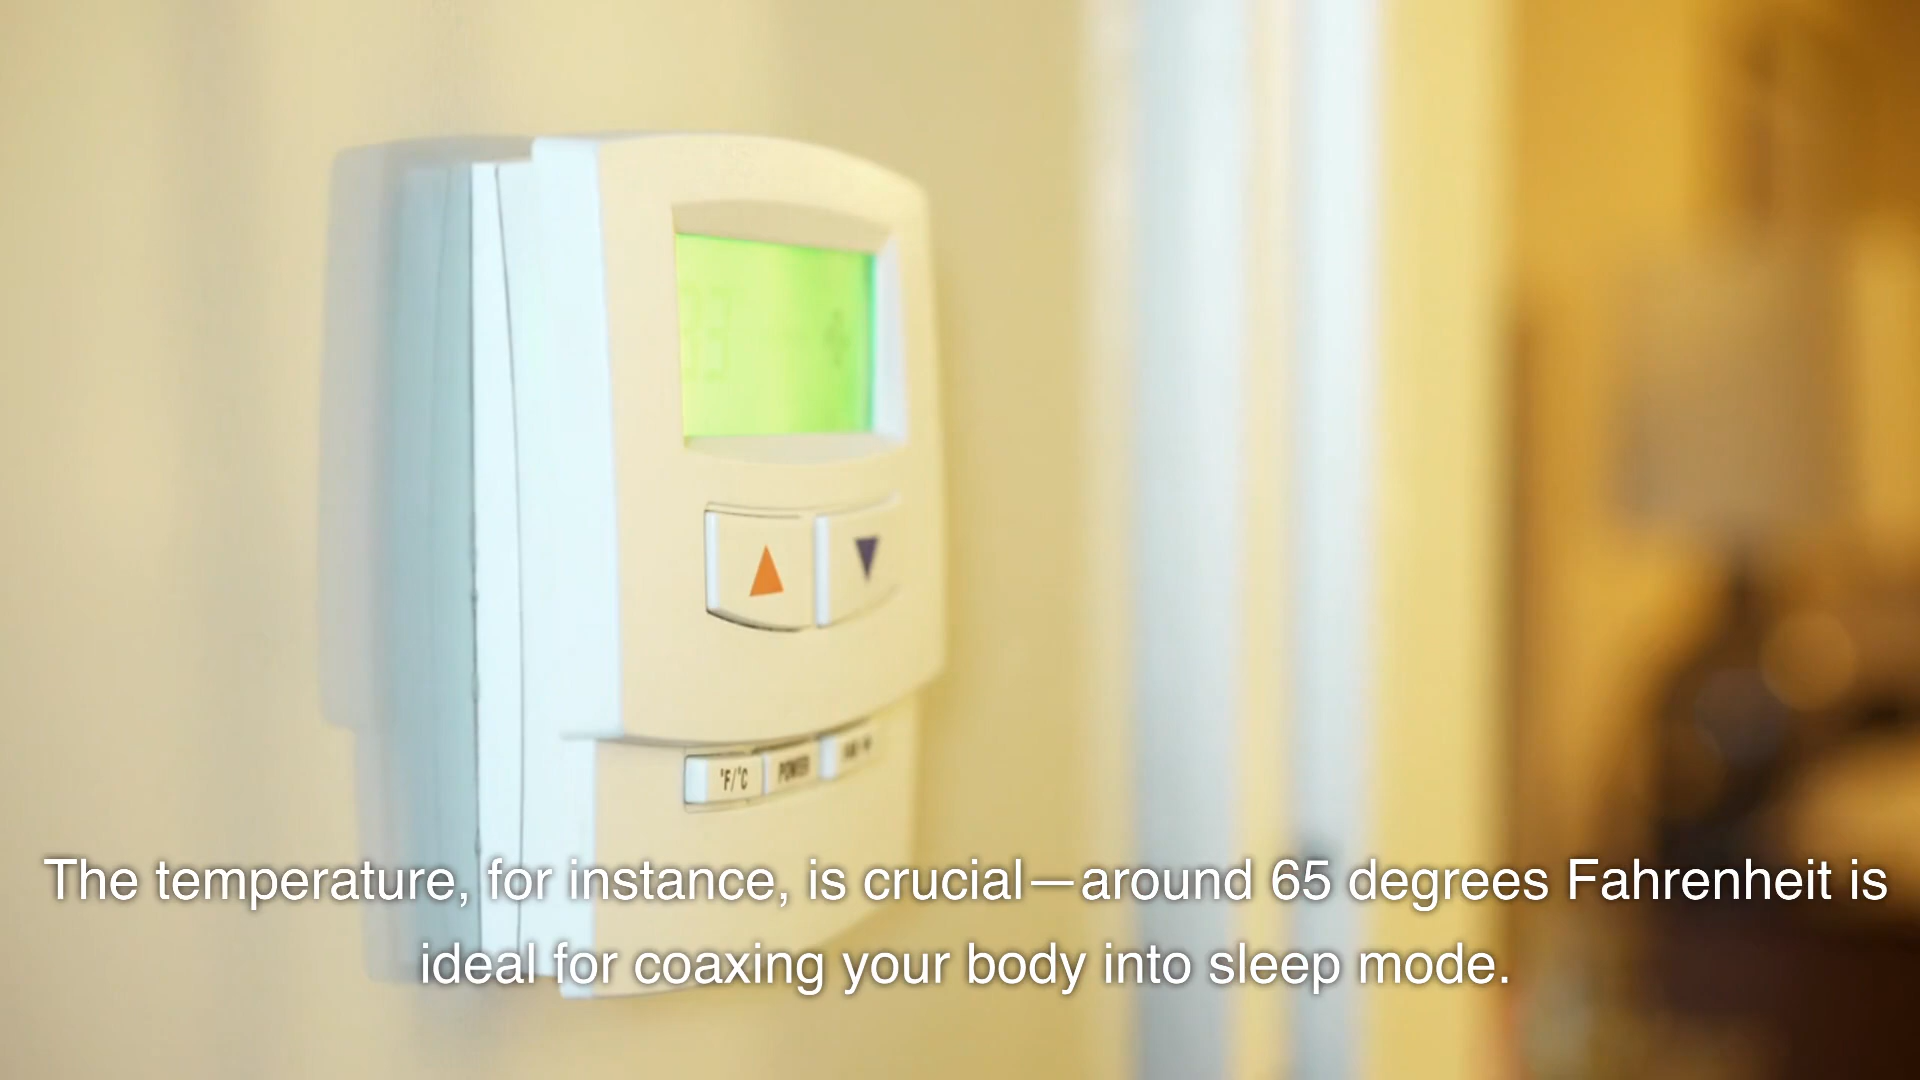 °F/°C
POWER
The temperature, for instance, is crucial—around 65 degrees Fahrenheit is
ideal for coaxing your body into sleep mode.